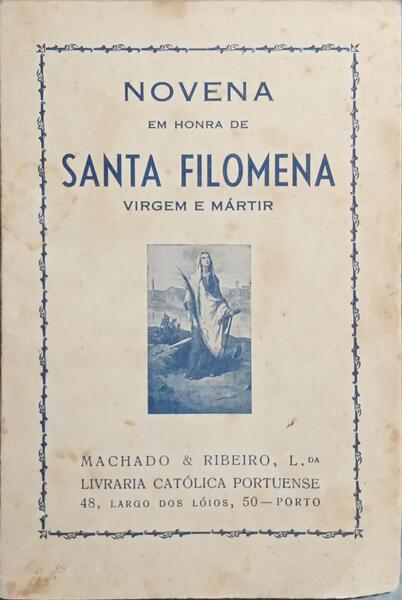 NOVENA
EM HONRA DE
SANTA FILOMENA
VIRGEM E MÁRTIR
MACHADO & RIBEIRO, L.DA
LIVRARIA CATÓLICA PORTUENSE
48, LARGO DOS LÓIOS, 50 — PORTO